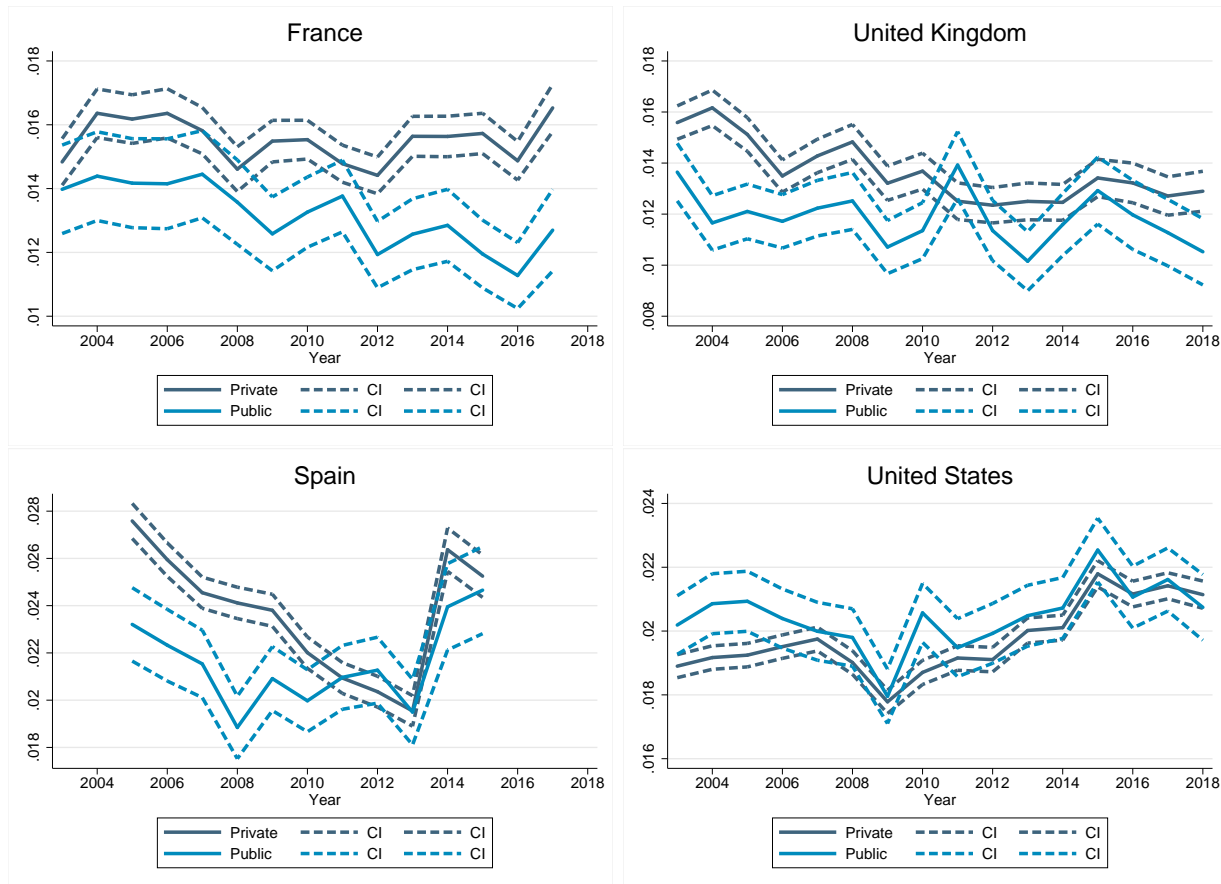 France
.018
.016
.014
.012
.01
2004 2006 2008 2010 2012 2014 2016 2018
Year
Private CI CI
Public CI CI
United Kingdom
.018
.016
.014
.012
.01
.008
2004 2006 2008 2010 2012 2014 2016 2018
Year
Private CI CI
Public CI CI
Spain
.028
.026
.024
.022
.02
.018
2004 2006 2008 2010 2012 2014 2016 2018
Year
Private CI CI
Public CI CI
United States
.024
.022
.02
.018
.016
2004 2006 2008 2010 2012 2014 2016 2018
Year
Private CI CI
Public CI CI